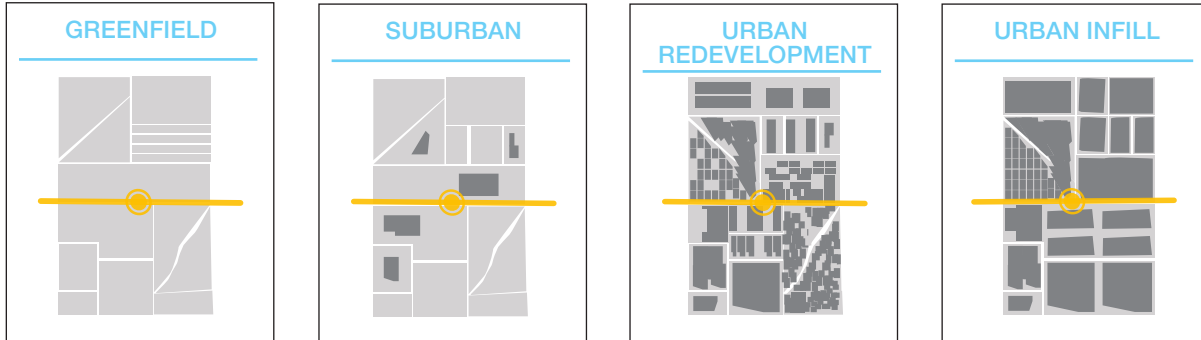 GREENFIELD
SUBURBAN
URBAN
REDEVELOPMENT
URBAN INFILL